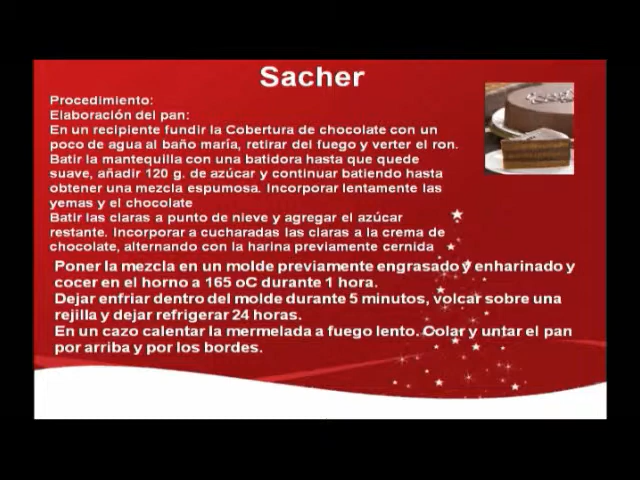 Sacher
Procedimiento:
Elaboración del pan:
En un recipiente fundir la Cobertura de chocolate con un
poco de agua al baño maría, retirar del fuego y verter el ron.
Batir la mantequilla con una batidora hasta que quede
suave, añadir 120 g. de azúcar y continuar batiendo hasta
obtener una mezcla espumosa. Incorporar lentamente las
yemas y el chocolate
Batir las claras a punto de nieve y agregar el azúcar
restante. Incorporar a cucharadas las claras a la crema de
chocolate, alternando con la harina previamente cernida
Poner la mezcla en un molde previamente engrasado y enharinado y
cocer en el horno a 165 oC durante 1 hora.
Dejar enfriar dentro del molde durante 5 minutos, volcar sobre una
rejilla y dejar refrigerar 24 horas.
En un cazo calentar la mermelada a fuego lento. Colar y untar el pan
por arriba y por los bordes.